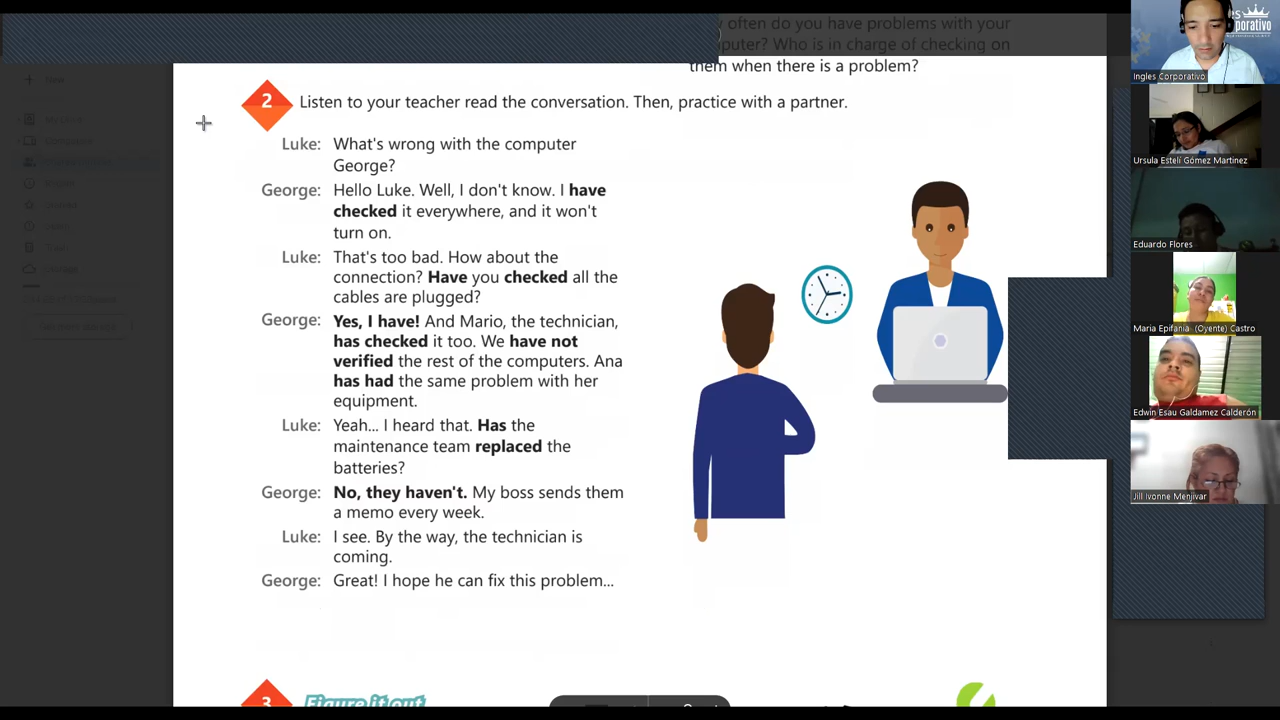 often do you have problems with your
computer? Who is in charge of checking on
them when there is a problem?
2 Listen to your teacher read the conversation. Then, practice with a partner.
Luke: What's wrong with the computer
George?
George: Hello Luke. Well, I don't know. I have
checked it everywhere, and it won't
turn on.
Luke: That's too bad. How about the
connection? Have you checked all the
cables are plugged?
George: Yes, I have! And Mario, the technician,
has checked it too. We have not
verified the rest of the computers. Ana
has had the same problem with her
equipment.
Luke: Yeah... I heard that. Has the
maintenance team replaced the
batteries?
George: No, they haven't. My boss sends them
a memo every week.
Luke: I see. By the way, the technician is
coming.
George: Great! I hope he can fix this problem...
3 Figure it out
Ingles Corporativo
Ursula Estelí Gómez Martinez
Eduardo Flores
Maria Epifania (Oyente) Castro
Edwin Esau Galdamez Calderón
Jill Ivonne Menjivar